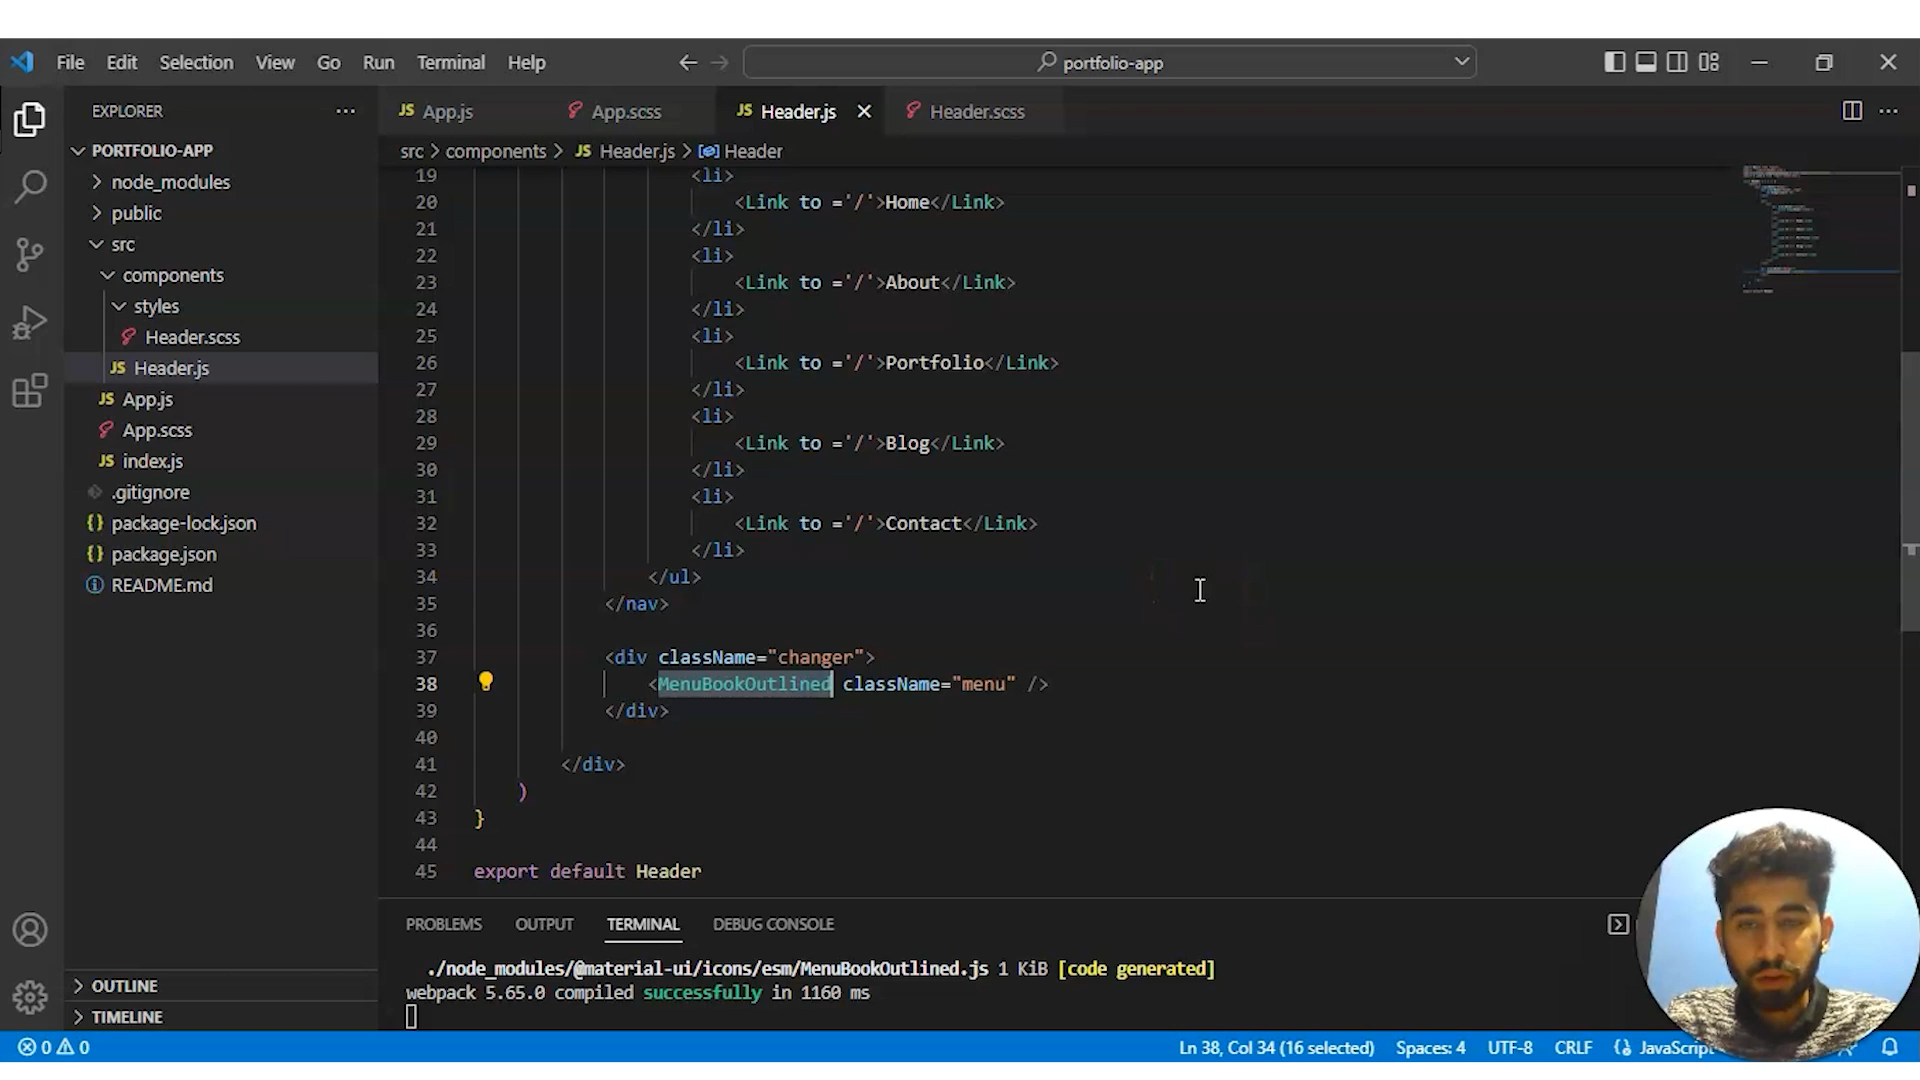 File Edit Selection View Go Run Terminal Help
portfolio-app
EXPLORER
PORTFOLIO-APP
node_modules
public
src
components
styles
Header.scss
JS Header.js
JS App.js
App.scss
JS index.js
.gitignore
{} package-lock.json
{} package.json
README.md
OUTLINE
TIMELINE
JS App.js App.scss JS Header.js Header.scss
src > components > JS Header.js > Header
19 <li>
20 <Link to ='/'>Home</Link>
21 </li>
22 <li>
23 <Link to ='/'>About</Link>
24 </li>
25 <li>
26 <Link to ='/'>Portfolio</Link>
27 </li>
28 <li>
29 <Link to ='/'>Blog</Link>
30 </li>
31 <li>
32 <Link to ='/'>Contact</Link>
33 </li>
34 </ul>
35 </nav>
36
37 <div className="changer">
38 <MenuBookOutlined className="menu" />
39 </div>
40
41 </div>
42 )
43 }
44
45 export default Header
PROBLEMS OUTPUT TERMINAL DEBUG CONSOLE
./node_modules/@material-ui/icons/esm/MenuBookOutlined.js 1 KiB [code generated]
webpack 5.65.0 compiled successfully in 1160 ms
0 0 Ln 38, Col 34 (16 selected) Spaces: 4 UTF-8 CRLF JavaScript